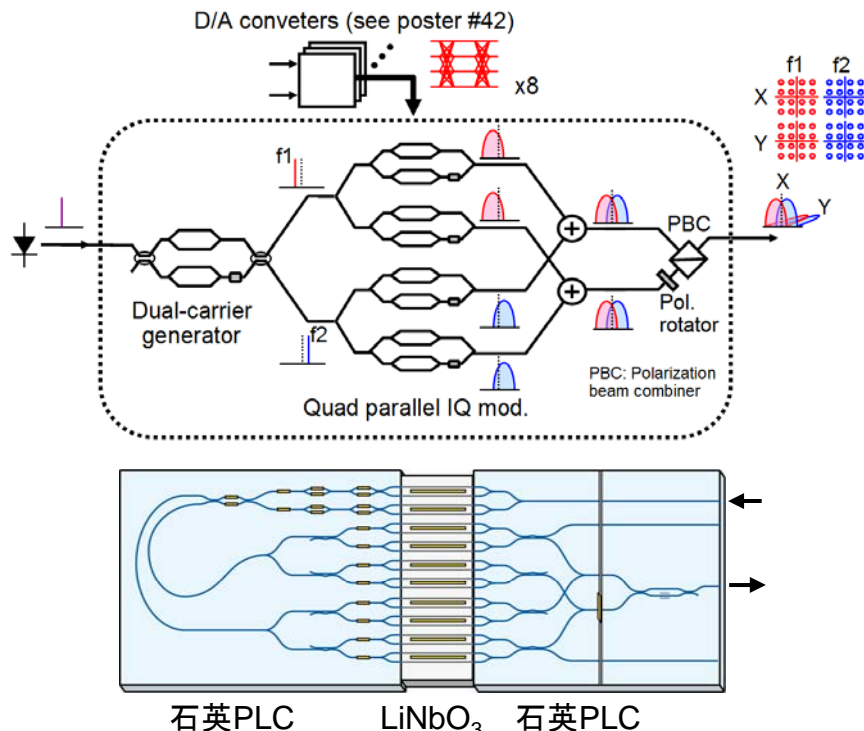 D/A conveters (see poster #42)
x8
f1 f2
X
Y
f1
X
Y
PBC
Dual-carrier
generator
f2
Pol.
rotator
PBC: Polarization
beam combiner
Quad parallel IQ mod.
石英PLC LiNbO₃ 石英PLC